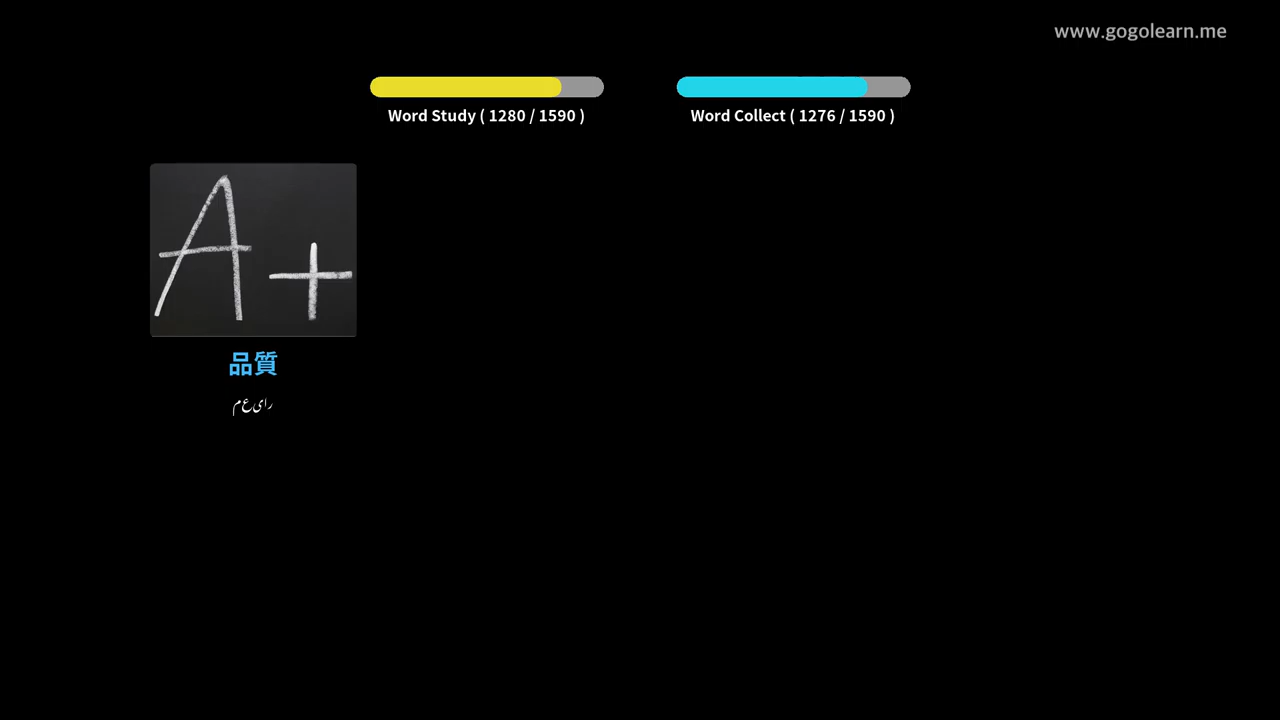 www.gogolearn.me
Word Study ( 1280 / 1590 )
Word Collect ( 1276 / 1590 )
A+
品質
معیار